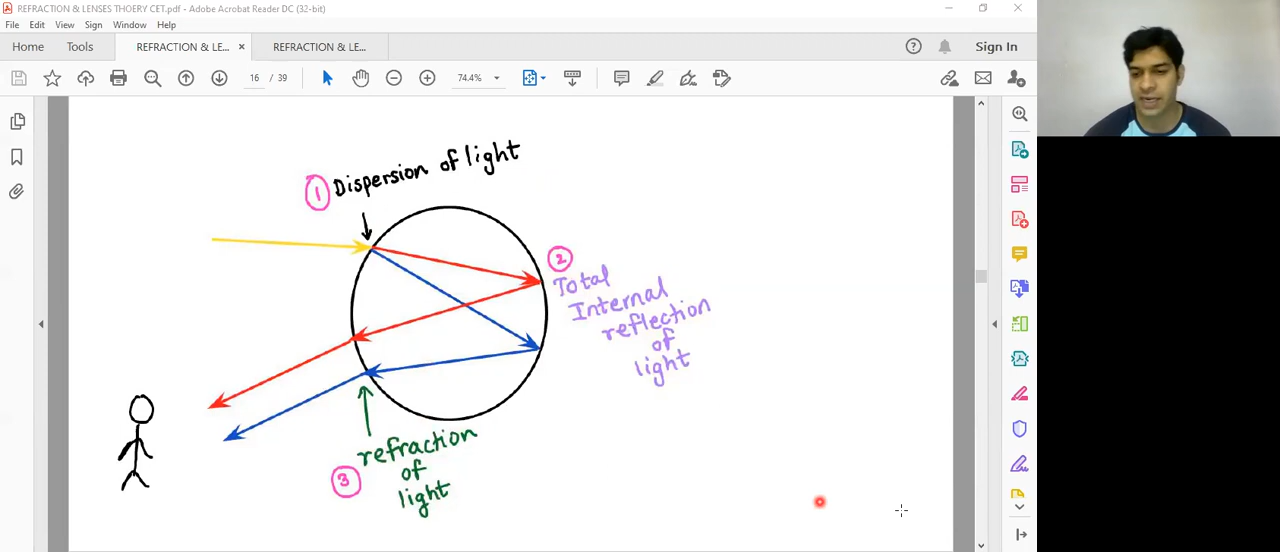 REFRACTION & LENSES THOERY CET.pdf - Adobe Acrobat Reader DC (32-bit)
File Edit View Sign Window Help
Home Tools REFRACTION & LE... × REFRACTION & LE... Sign In
16 / 39 74.4%
1 Dispersion of light
2
Total
Internal
reflection
of
light
refraction
3 of
light